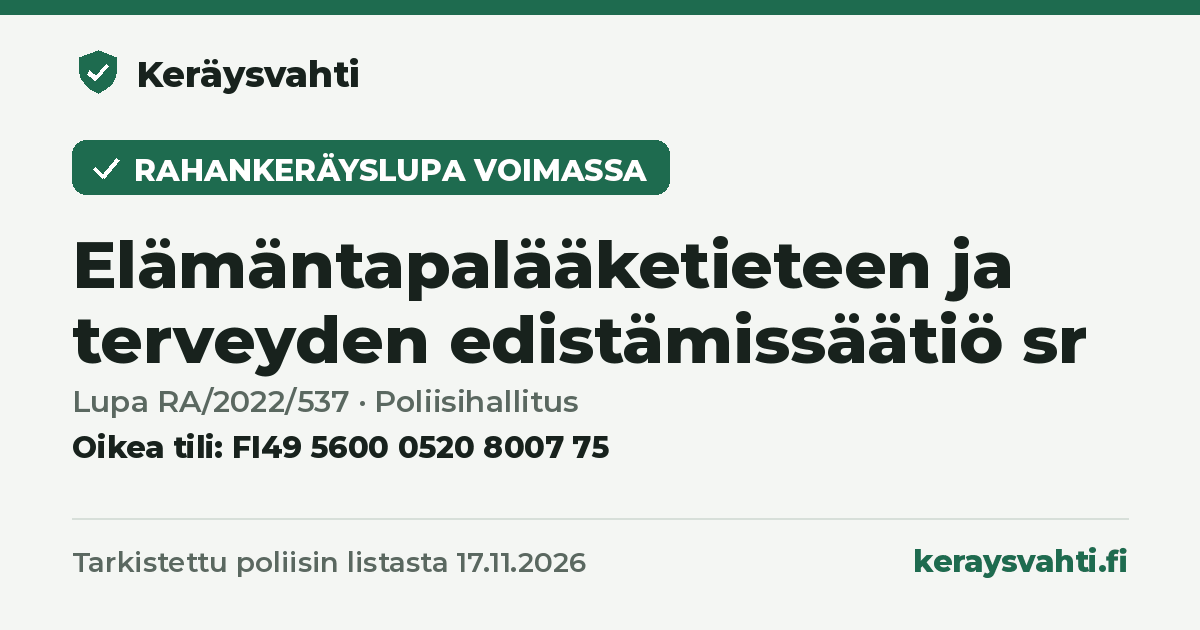 Keräysvahti
RAHANKERÄYSLUPA VOIMASSA
Elämäntapalääketieteen ja
terveyden edistämissäätiö sr
Lupa RA/2022/537 · Poliisihallitus
Oikea tili: FI49 5600 0520 8007 75
Tarkistettu poliisin listasta 17.11.2026
keraysvahti.fi